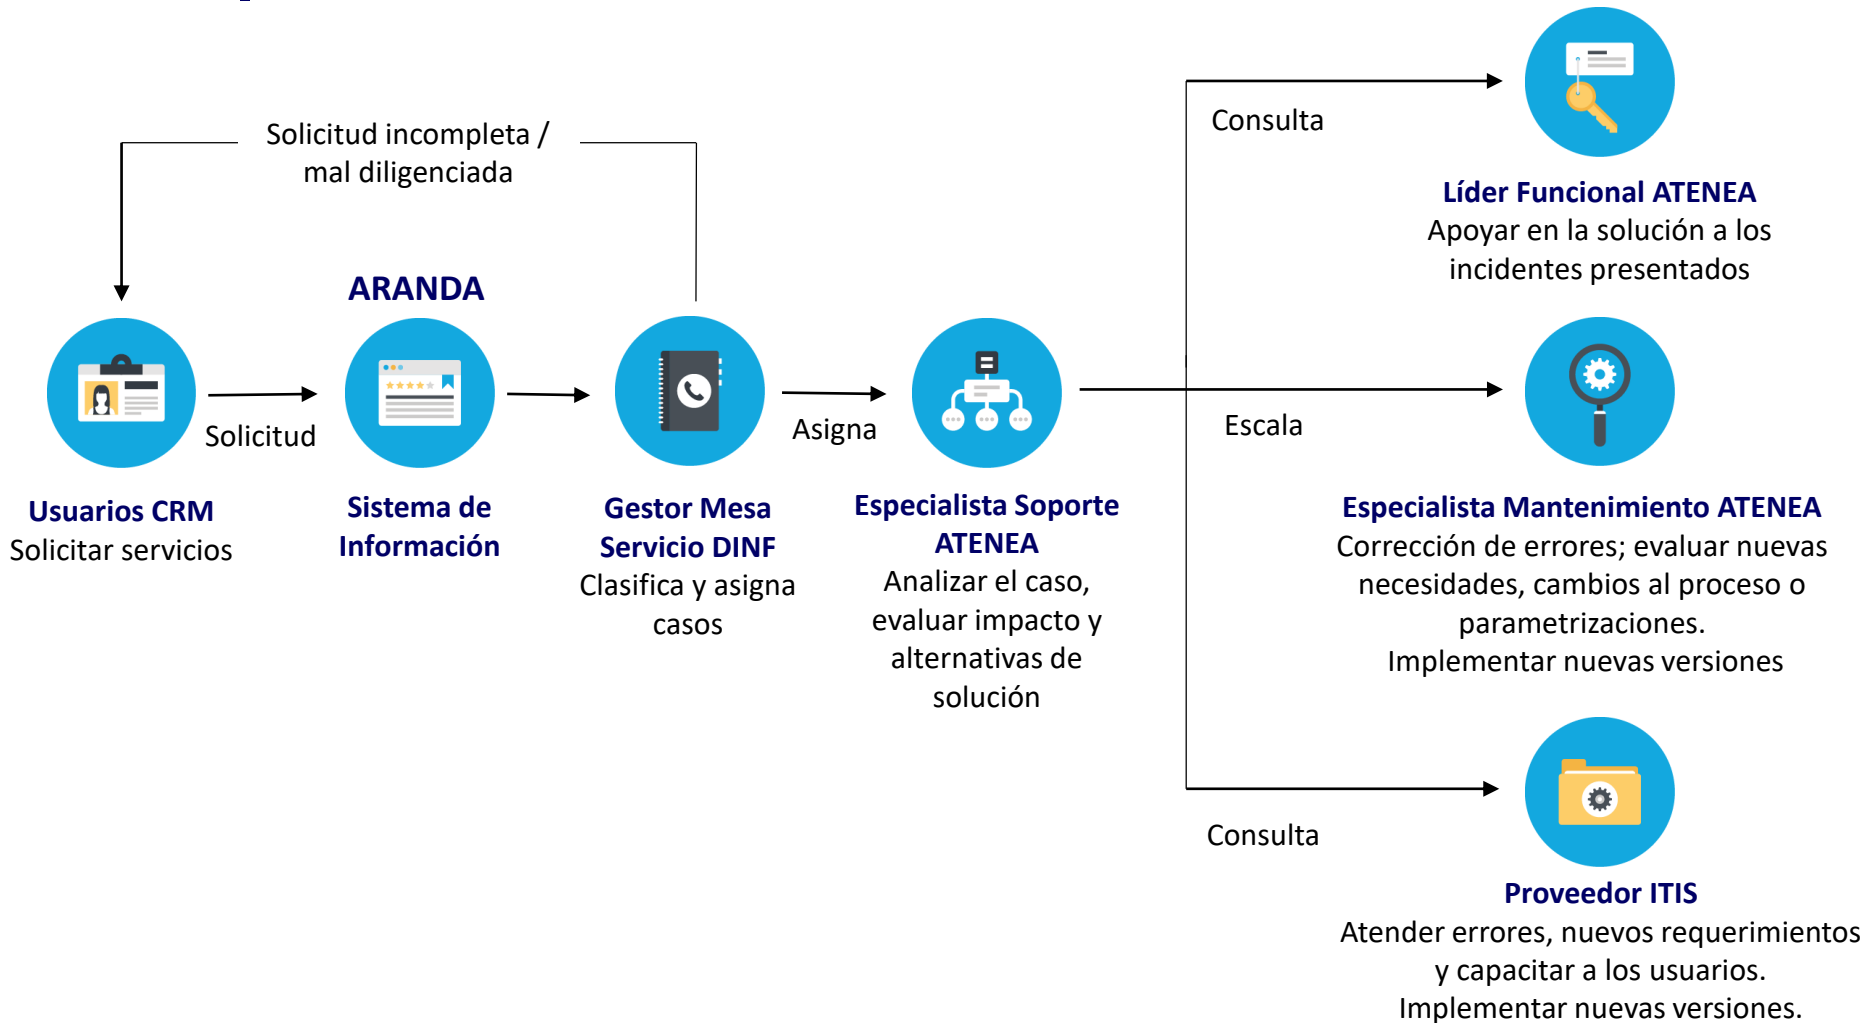 Solicitud incompleta /
mal diligenciada
ARANDA
Solicitud
Asigna
Consulta
Escala
Consulta
Usuarios CRM
Solicitar servicios
Sistema de
Información
Gestor Mesa
Servicio DINF
Clasifica y asigna
casos
Especialista Soporte
ATENEA
Analizar el caso,
evaluar impacto y
alternativas de
solución
Líder Funcional ATENEA
Apoyar en la solución a los
incidentes presentados
Especialista Mantenimiento ATENEA
Corrección de errores; evaluar nuevas
necesidades, cambios al proceso o
parametrizaciones.
Implementar nuevas versiones
Proveedor ITIS
Atender errores, nuevos requerimientos
y capacitar a los usuarios.
Implementar nuevas versiones.